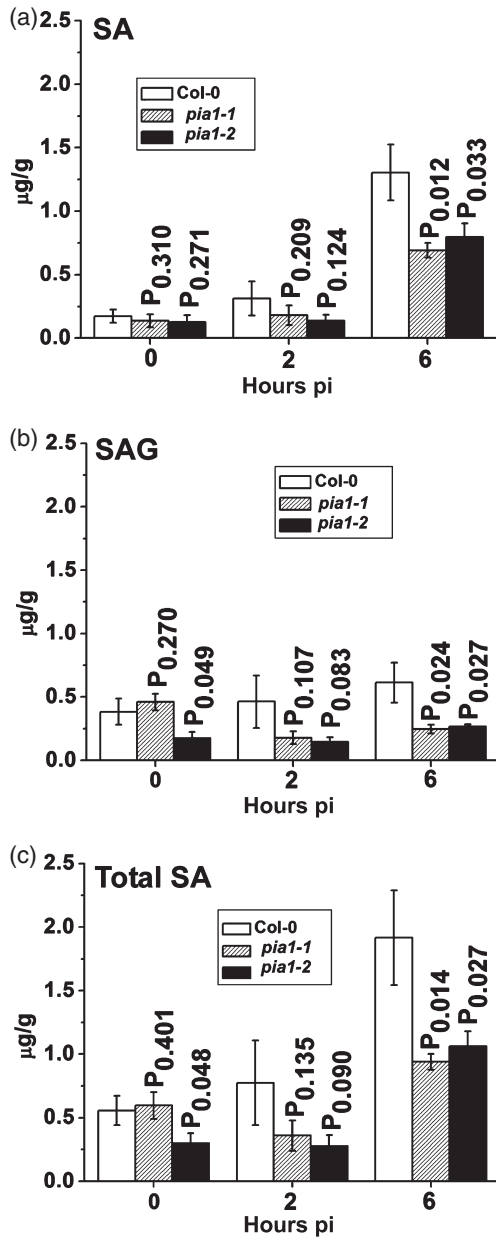 (a)
SA
2.5
2.0
1.5
1.0
0.5
0.0
µg/g
Col-0
pia1-1
pia1-2
P0.310
P0.271
P0.209
P0.124
P0.012
P0.033
0 2 6
Hours pi
(b)
SAG
2.5
2.0
1.5
1.0
0.5
0.0
µg/g
Col-0
pia1-1
pia1-2
P0.270
P0.049
P0.107
P0.083
P0.024
P0.027
0 2 6
Hours pi
(c)
Total SA
2.5
2.0
1.5
1.0
0.5
0.0
µg/g
Col-0
pia1-1
pia1-2
P0.401
P0.048
P0.135
P0.090
P0.014
P0.027
0 2 6
Hours pi